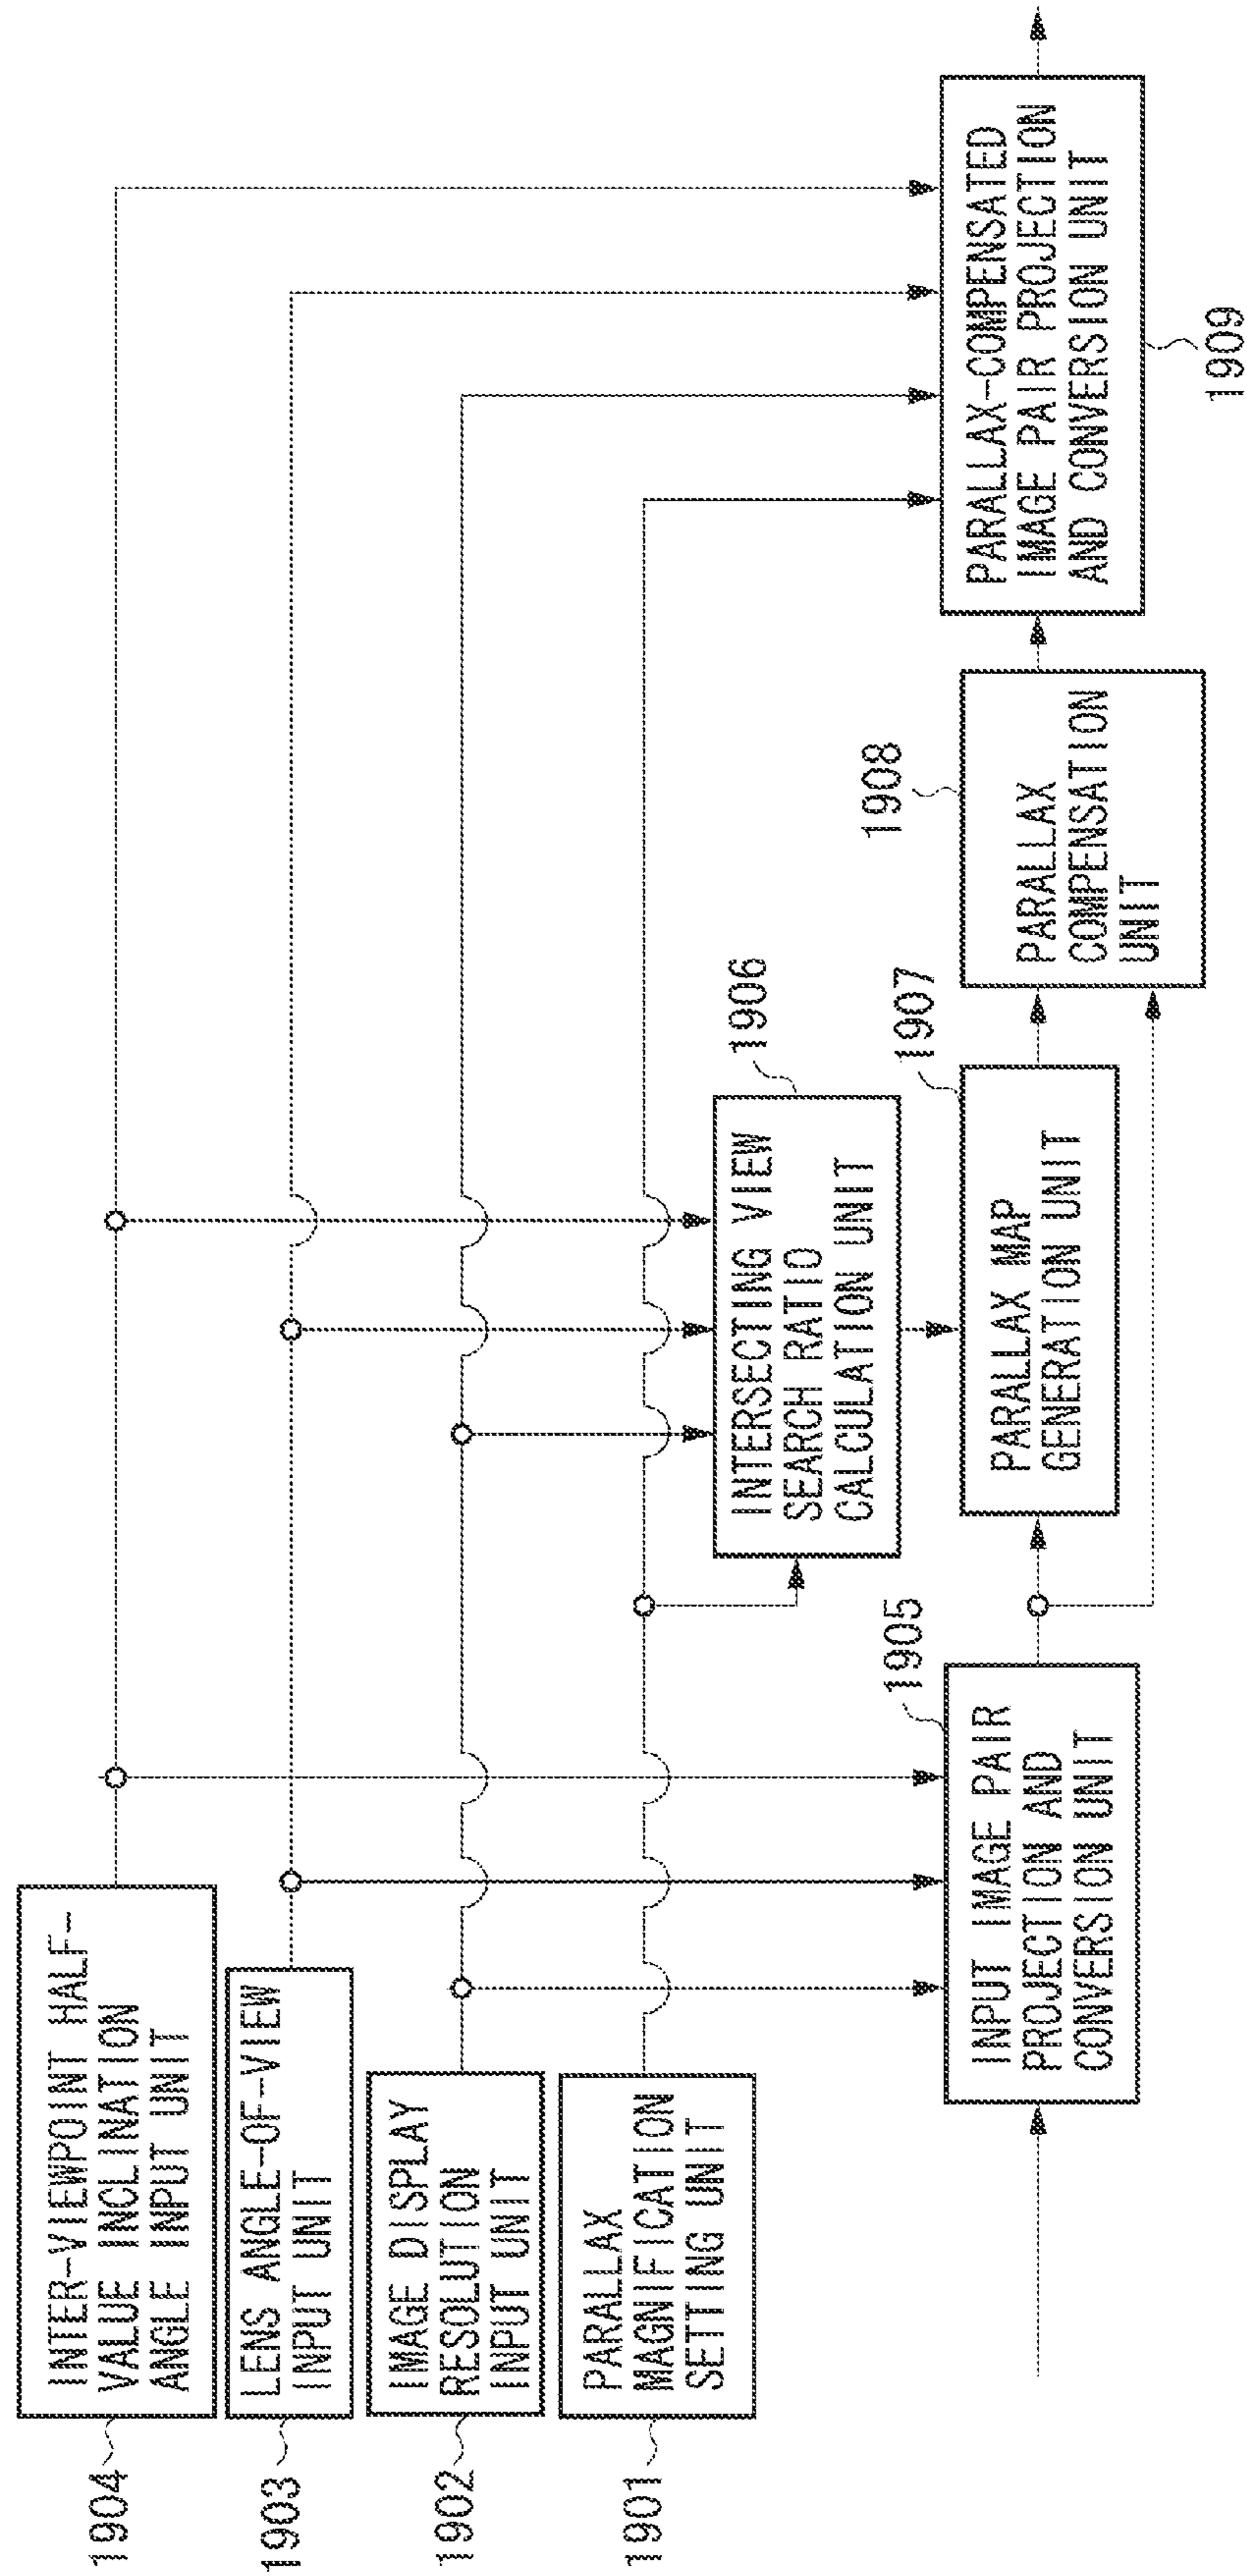 1904
INTER-VIEWPOINT HALF-
VALUE INCLINATION
ANGLE INPUT UNIT
1903
LENS ANGLE-OF-VIEW
INPUT UNIT
1902
IMAGE DISPLAY
RESOLUTION
INPUT UNIT
1901
PARALLAX
MAGNIFICATION
SETTING UNIT
1905
INPUT IMAGE PAIR
PROJECTION AND
CONVERSION UNIT
1906
INTERSECTING VIEW
SEARCH RATIO
CALCULATION UNIT
1907
PARALLAX MAP
GENERATION UNIT
1908
PARALLAX
COMPENSATION
UNIT
PARALLAX-COMPENSATED
IMAGE PAIR PROJECTION
AND CONVERSION UNIT
1909